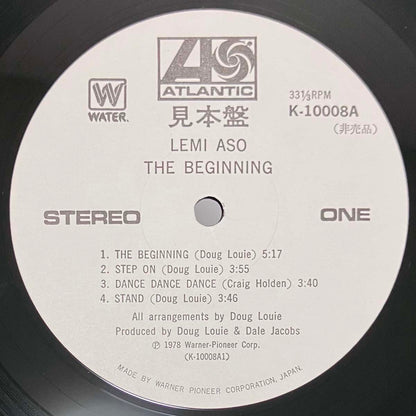 ATLANTIC
W
WATER.
33⅓RPM
K-10008A
見本盤
(非売品)
LEMI ASO
THE BEGINNING
STEREO
ONE
1. THE BEGINNING (Doug Louie) 5:17
2. STEP ON (Doug Louie) 3:55
3. DANCE DANCE DANCE (Craig Holden) 3:40
4. STAND (Doug Louie) 3:46
All arrangements by Doug Louie
Produced by Doug Louie & Dale Jacobs
℗ 1978 Warner-Pioneer Corp.
(K-10008A1)
MADE BY WARNER PIONEER CORPORATION, JAPAN.